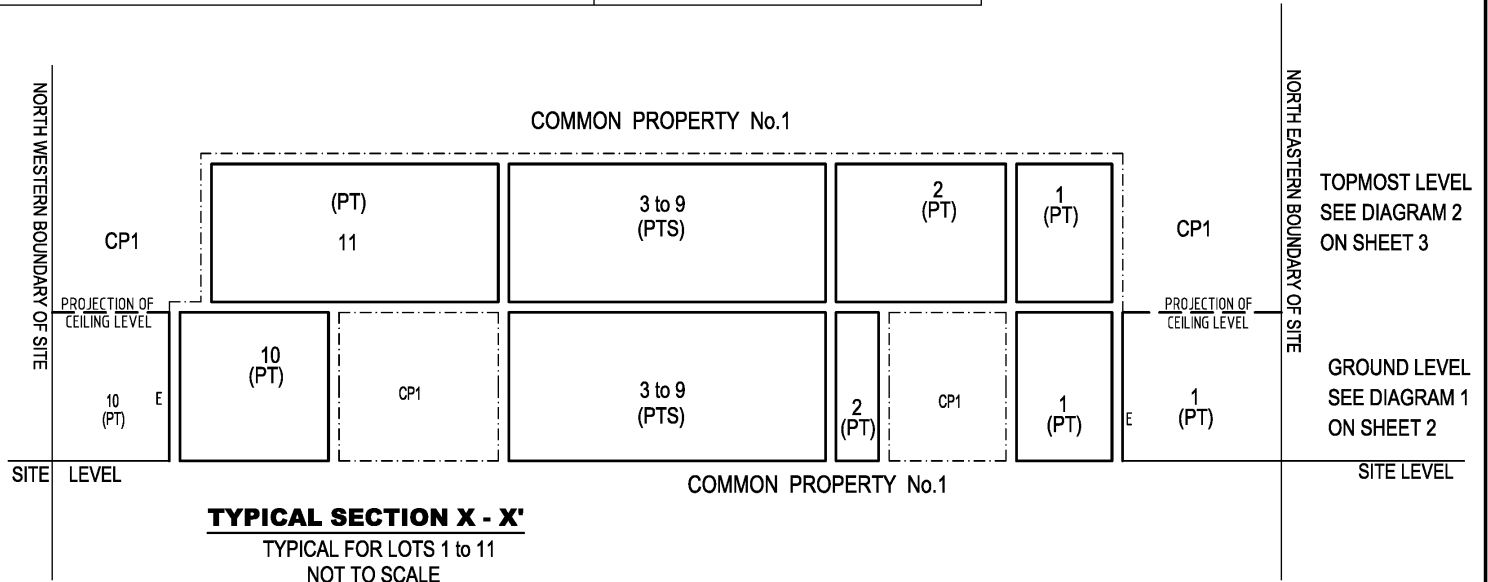 NORTH WESTERN BOUNDARY OF SITE
COMMON PROPERTY No.1
NORTH EASTERN BOUNDARY OF SITE
(PT)
11
3 to 9
(PTS)
2
(PT)
1
(PT)
CP1
CP1
TOPMOST LEVEL
SEE DIAGRAM 2
ON SHEET 3
PROJECTION OF
CEILING LEVEL
PROJECTION OF
CEILING LEVEL
10
(PT)
E
10
(PT)
CP1
3 to 9
(PTS)
2
(PT)
CP1
1
(PT)
E
1
(PT)
GROUND LEVEL
SEE DIAGRAM 1
ON SHEET 2
SITE LEVEL
SITE LEVEL
COMMON PROPERTY No.1
TYPICAL SECTION X - X'
TYPICAL FOR LOTS 1 to 11
NOT TO SCALE